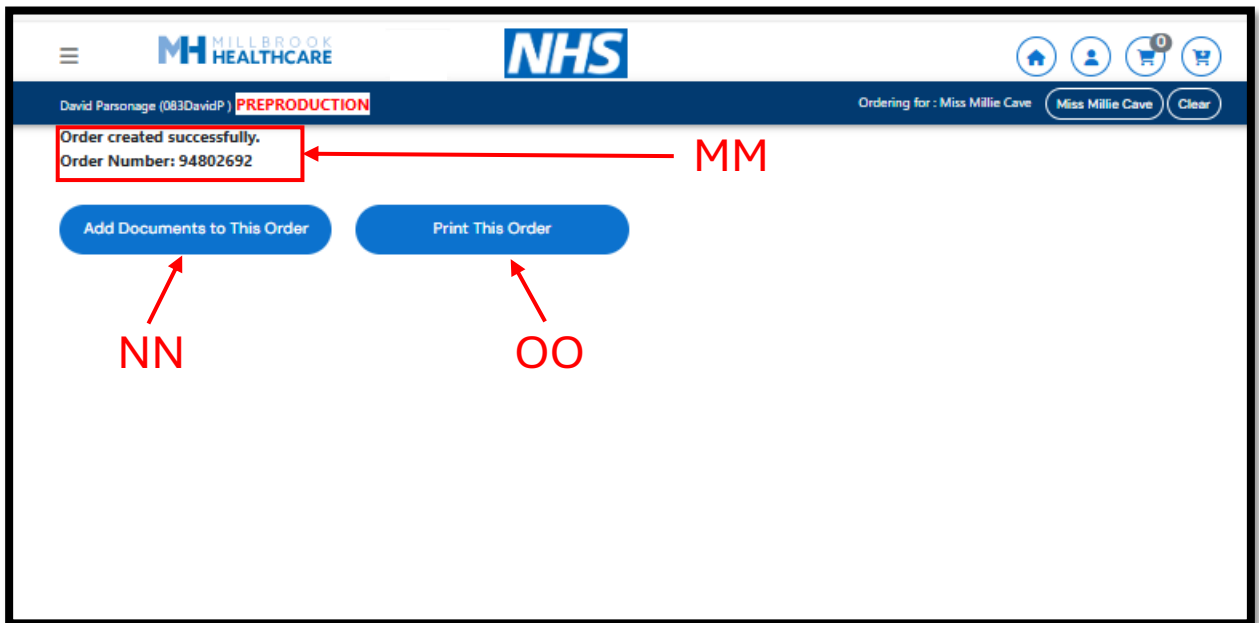 MH MILLBROOK
HEALTHCARE
NHS
0
David Parsonage (083DavidP ) PREPRODUCTION
Ordering for : Miss Millie Cave
Miss Millie Cave
Clear
Order created successfully.
Order Number: 94802692
MM
Add Documents to This Order
Print This Order
NN
OO